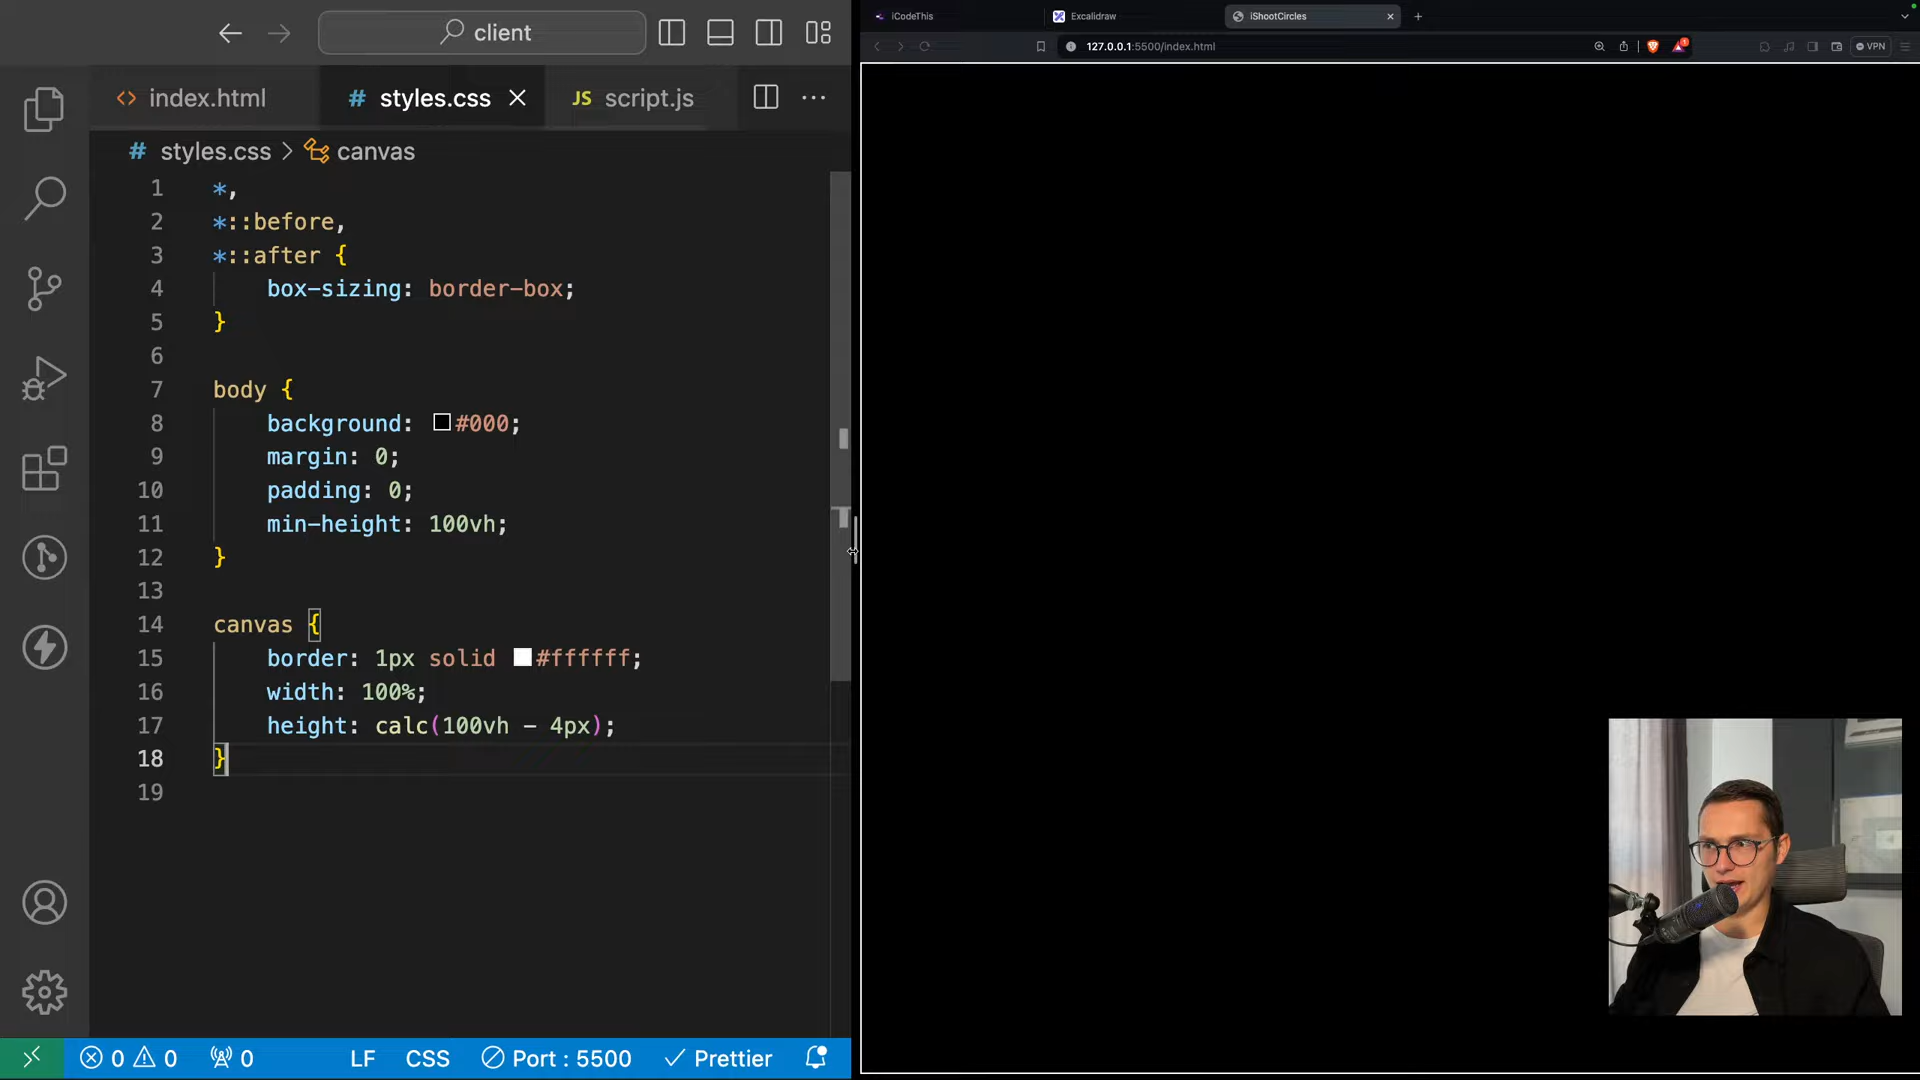 client
index.html
styles.css
JS script.js
styles.css > canvas
1 *,
2 *::before,
3 *::after {
4 box-sizing: border-box;
5 }
6
7 body {
8 background: #000;
9 margin: 0;
10 padding: 0;
11 min-height: 100vh;
12 }
13
14 canvas {
15 border: 1px solid #ffffff;
16 width: 100%;
17 height: calc(100vh - 4px);
18 }
19
0 0 0 LF CSS Port : 5500 Prettier
iCodeThis
Excalidraw
iShootCircles
127.0.0.1:5500/index.html
VPN